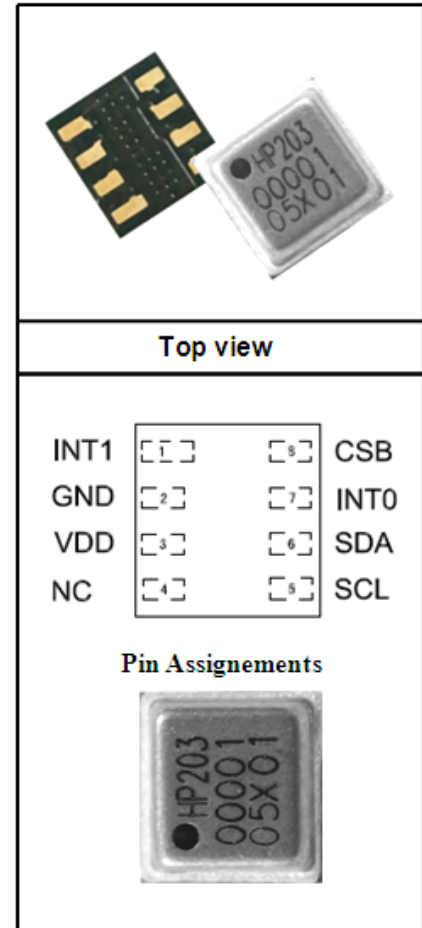 HP203
00001
05X01
Top view
INT1 1 8 CSB
GND 2 7 INT0
VDD 3 6 SDA
NC 4 5 SCL
Pin Assignements
HP203
00001
05X01